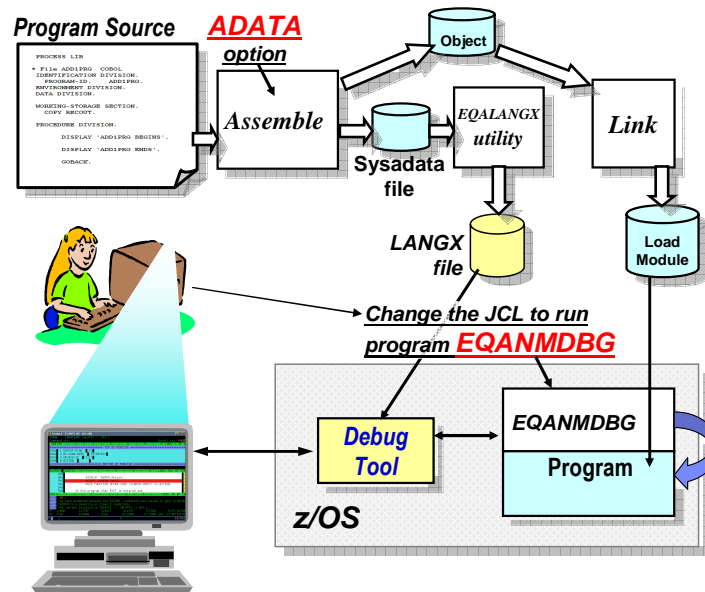 Program Source
ADATA
option
PROCESS LIB
* File ADD1PRG COBOL
IDENTIFICATION DIVISION.
PROGRAM-ID. ADD1PRG.
ENVIRONMENT DIVISION.
DATA DIVISION.
WORKING-STORAGE SECTION.
COPY RECOUT.
PROCEDURE DIVISION.
DISPLAY 'ADD1PRG BEGINS'.
DISPLAY 'ADD1PRG ENDS'.
GOBACK.
Assemble
Object
Sysadata
file
EQALANGX
utility
Link
LANGX
file
Load
Module
Change the JCL to run
program EQANMDBG
Debug
Tool
EQANMDBG
Program
z/OS